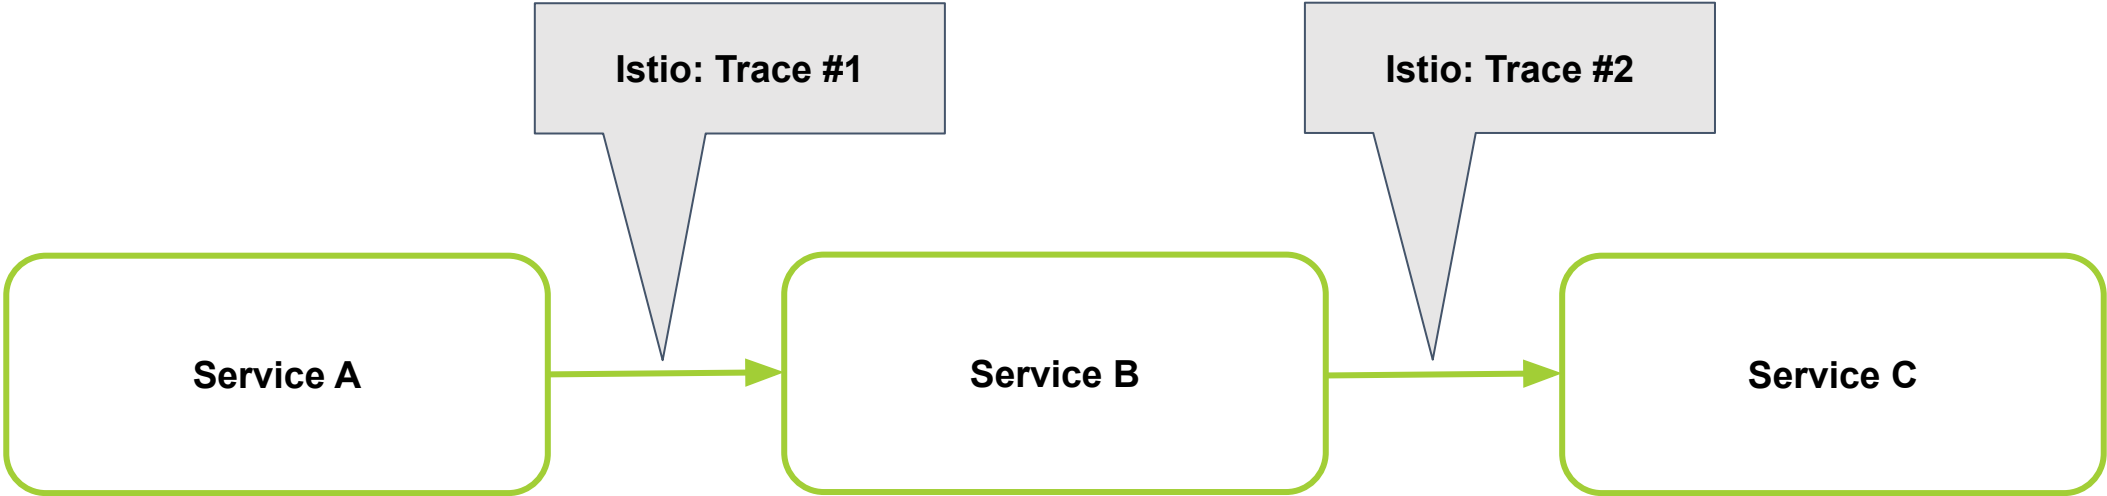 Istio: Trace #1
Istio: Trace #2
Service A
Service B
Service C